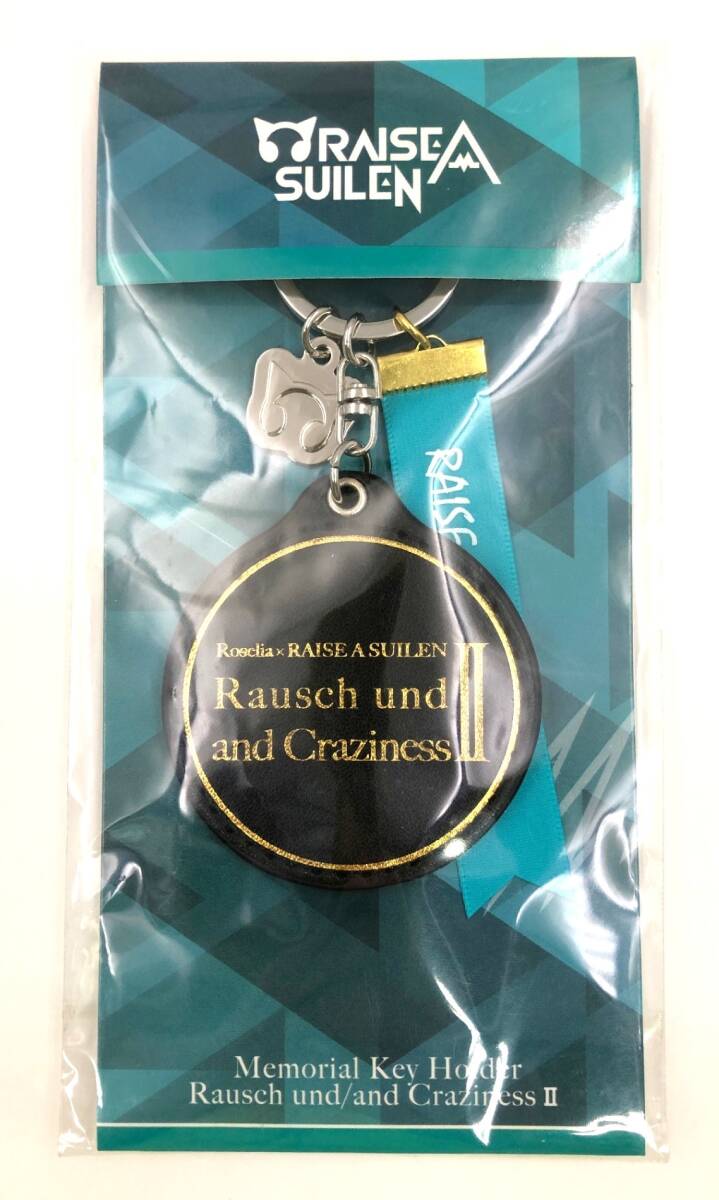 RAISE A
SUILEN
RAISE
Roselia×RAISE A SUILEN
Rausch und
and Craziness II
Memorial Key Holder
Rausch und/and Craziness II